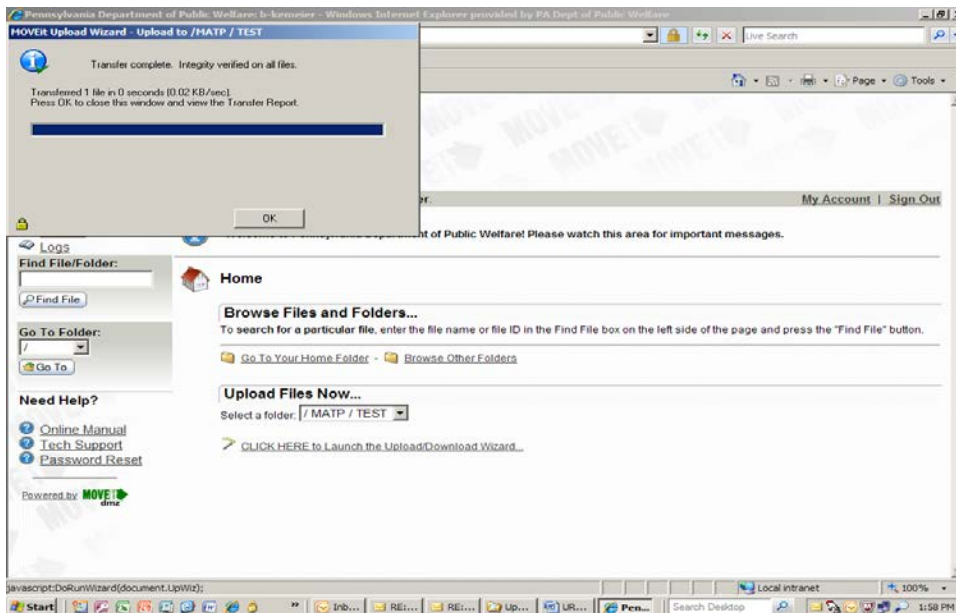 Pennsylvania Department of Public Welfare: b-kemeier - Windows Internet Explorer provided by PA Dept of Public Welfare
MOVEit Upload Wizard - Upload to /MATP / TEST
Live Search
Transfer complete. Integrity verified on all files.
Transferred 1 file in 0 seconds (0.02 KB/sec).
Press OK to close this window and view the Transfer Report.
Page
Tools
OK
My Account | Sign Out
of Public Welfare! Please watch this area for important messages.
Logs
Find File/Folder:
Find File
Go To Folder:
/
Go To
Need Help?
Online Manual
Tech Support
Password Reset
Powered by MOVEit dmz
Home
Browse Files and Folders...
To search for a particular file, enter the file name or file ID in the Find File box on the left side of the page and press the "Find File" button.
Go To Your Home Folder - Browse Other Folders
Upload Files Now...
Select a folder: / MATP / TEST
CLICK HERE to Launch the Upload/Download Wizard...
javascript:DoRunWizard(document.UpWiz);
Local intranet
100%
Start
Inb...
RE:...
RE:...
Up...
UR...
Pen...
Search Desktop
1:58 PM